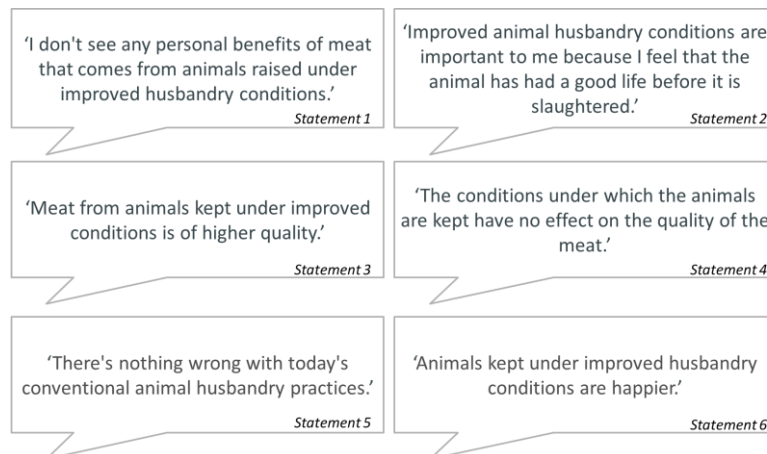 ‘I don't see any personal benefits of meat
that comes from animals raised under
improved husbandry conditions.’
Statement 1
‘Improved animal husbandry conditions are
important to me because I feel that the
animal has had a good life before it is
slaughtered.’
Statement 2
‘Meat from animals kept under improved
conditions is of higher quality.’
Statement 3
‘The conditions under which the animals
are kept have no effect on the quality of the
meat.’
Statement 4
‘There's nothing wrong with today's
conventional animal husbandry practices.’
Statement 5
‘Animals kept under improved husbandry
conditions are happier.’
Statement 6